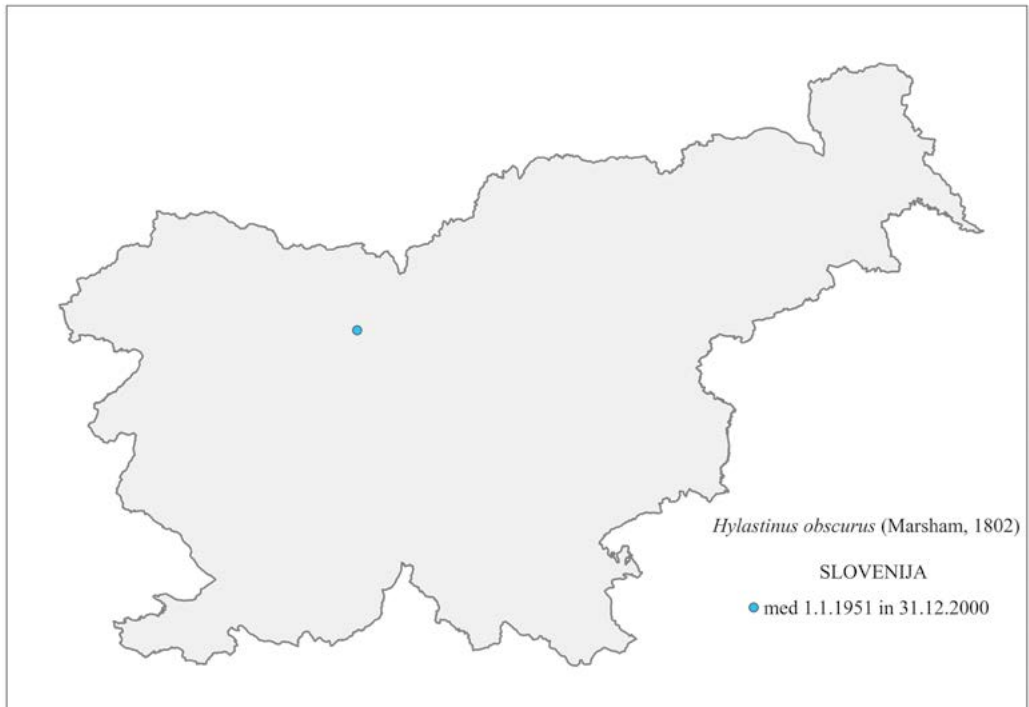 Hylastinus obscurus (Marsham, 1802)
SLOVENIJA
med 1.1.1951 in 31.12.2000